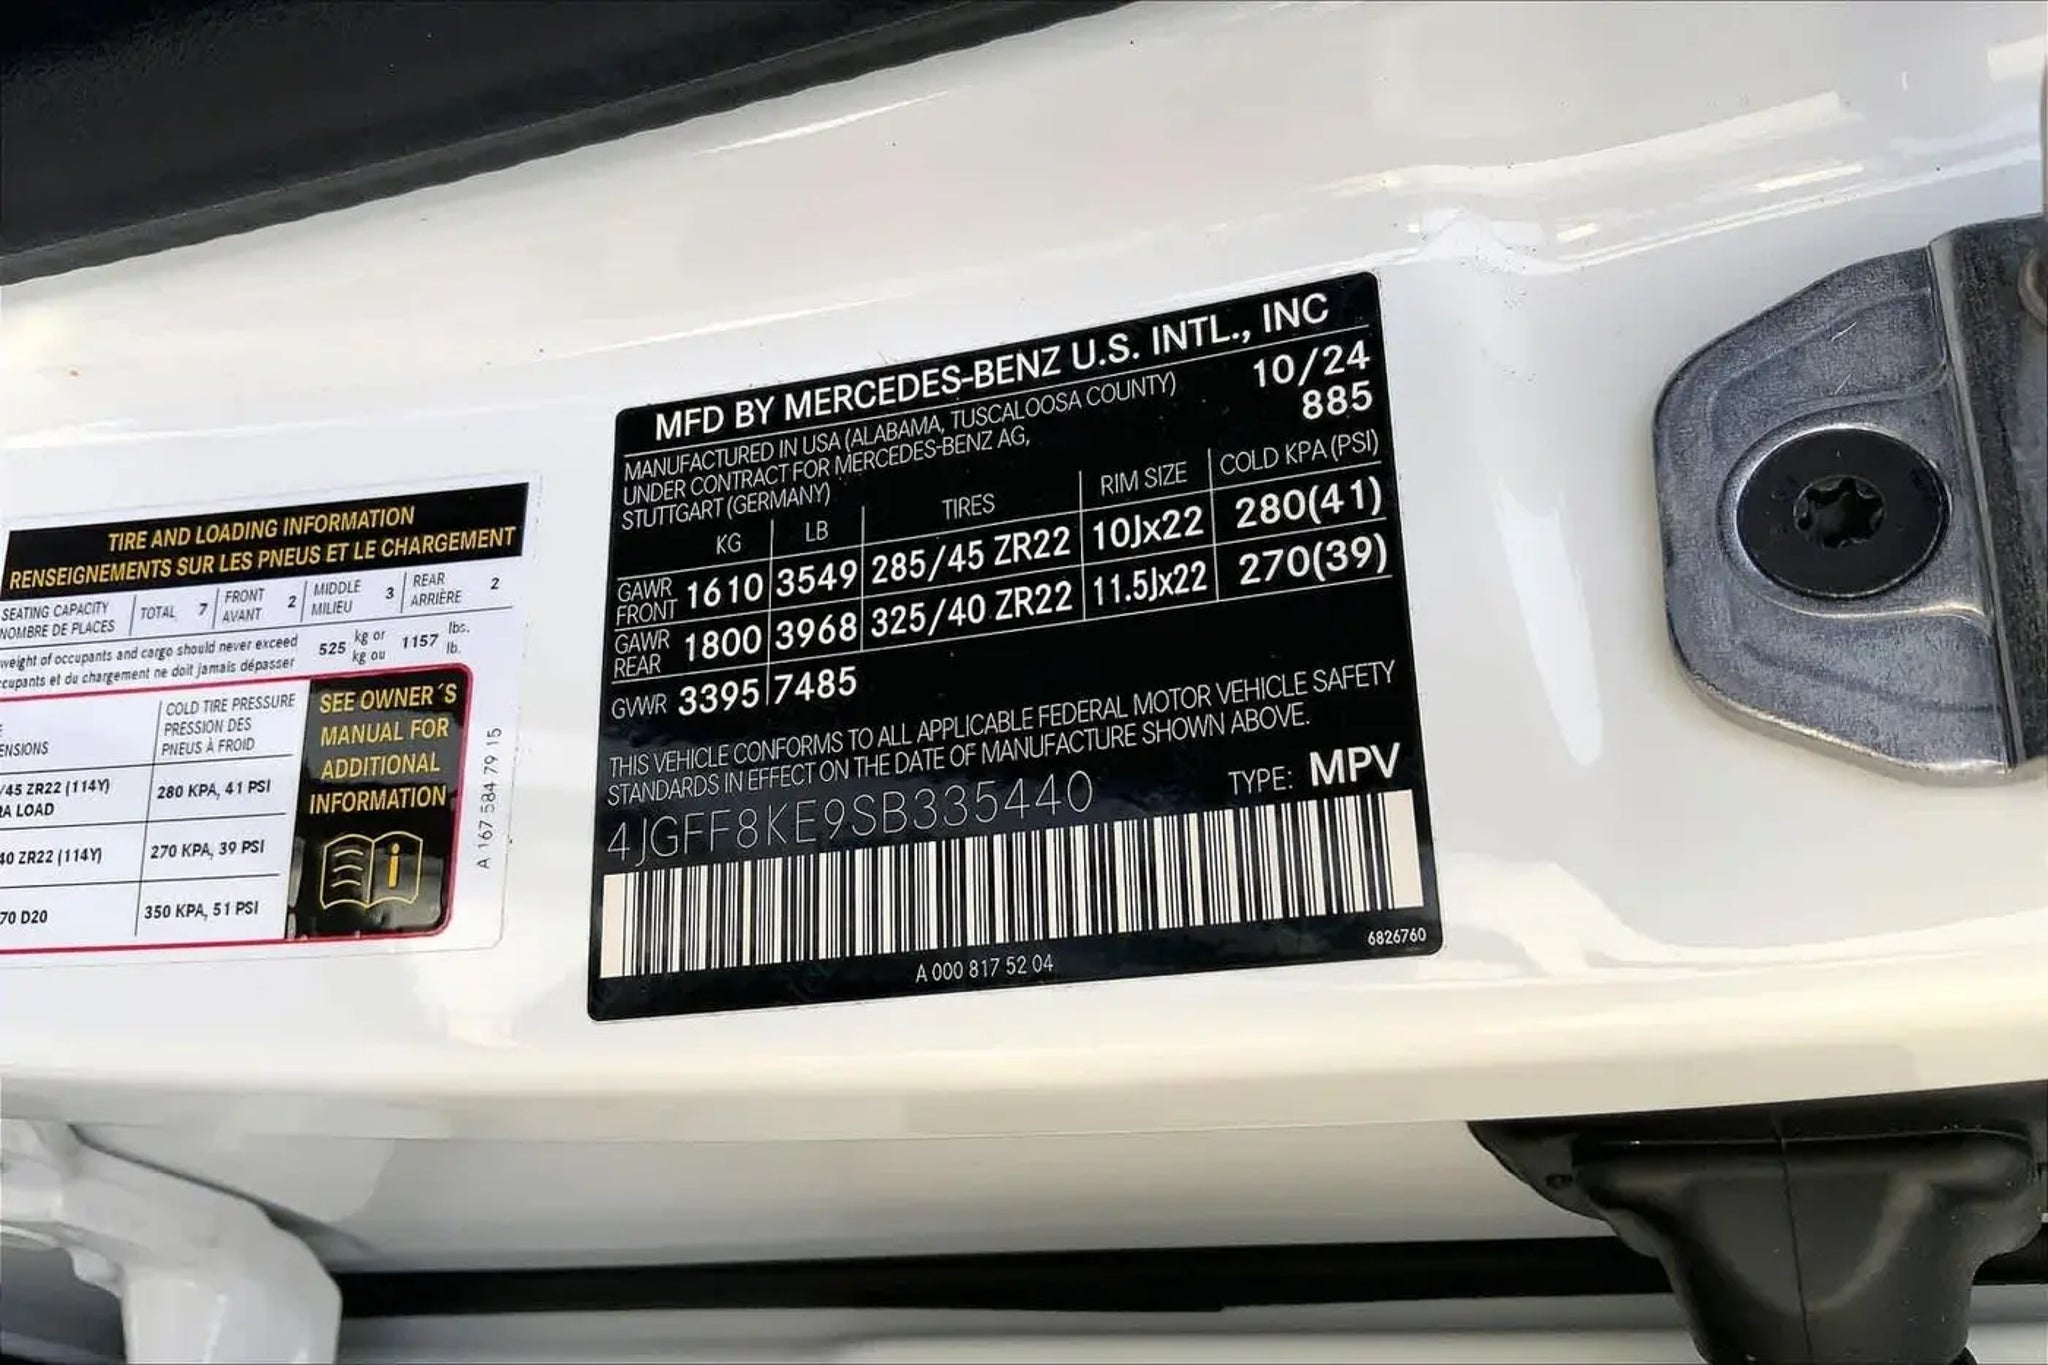 MFD BY MERCEDES-BENZ U.S. INTL., INC
MANUFACTURED IN USA (ALABAMA, TUSCALOOSA COUNTY) 10/24
UNDER CONTRACT FOR MERCEDES-BENZ AG, 885
STUTTGART (GERMANY)
KG LB TIRES RIM SIZE COLD KPA (PSI)
GAWR FRONT 1610 3549 285/45 ZR22 10Jx22 280(41)
GAWR REAR 1800 3968 325/40 ZR22 11.5Jx22 270(39)
GVWR 3395 7485
THIS VEHICLE CONFORMS TO ALL APPLICABLE FEDERAL MOTOR VEHICLE SAFETY
STANDARDS IN EFFECT ON THE DATE OF MANUFACTURE SHOWN ABOVE.
4JGFF8KE9SB335440 TYPE: MPV
6826760
A 000 817 52 04
TIRE AND LOADING INFORMATION
RENSEIGNEMENTS SUR LES PNEUS ET LE CHARGEMENT
SEATING CAPACITY
NOMBRE DE PLACES
TOTAL 7
FRONT
AVANT 2
MIDDLE
MILIEU 3
REAR
ARRIÈRE 2
weight of occupants and cargo should never exceed
occupants et du chargement ne doit jamais dépasser
525 kg or 1157 lbs.
kg ou lb.
COLD TIRE PRESSURE
PRESSION DES
PNEUS À FROID
/45 ZR22 (114Y)
LOAD
280 KPA, 41 PSI
40 ZR22 (114Y) 270 KPA, 39 PSI
70 D20 350 KPA, 51 PSI
SEE OWNER´S
MANUAL FOR
ADDITIONAL
INFORMATION
i
A 167 584 79 15